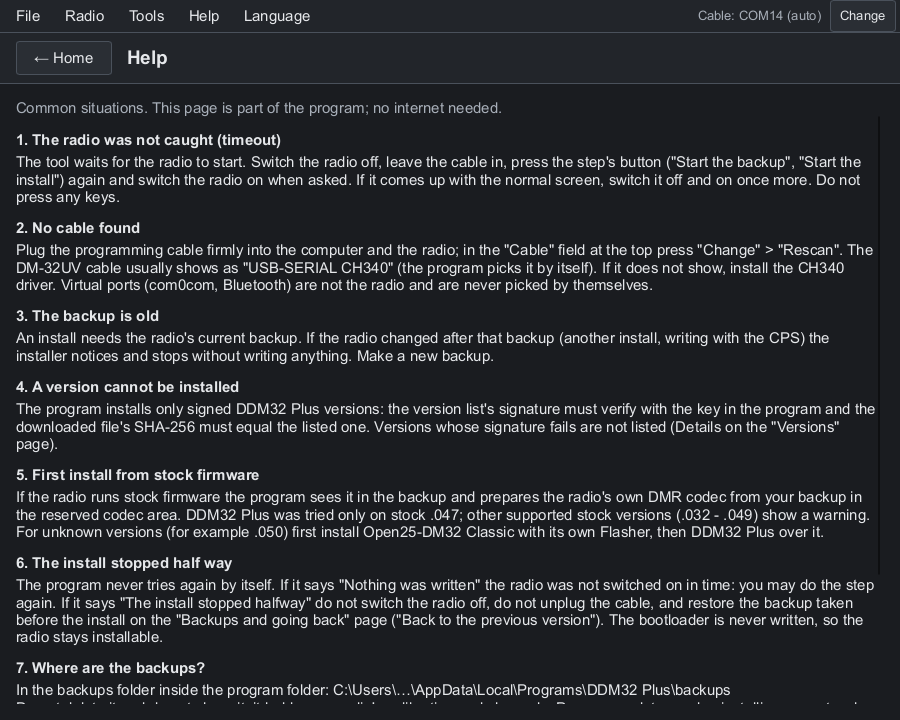 File Radio Tools Help Language Cable: COM14 (auto) Change
← Home Help
Common situations. This page is part of the program; no internet needed.
1. The radio was not caught (timeout)
The tool waits for the radio to start. Switch the radio off, leave the cable in, press the step's button ("Start the backup", "Start the
install") again and switch the radio on when asked. If it comes up with the normal screen, switch it off and on once more. Do not
press any keys.
2. No cable found
Plug the programming cable firmly into the computer and the radio; in the "Cable" field at the top press "Change" > "Rescan". The
DM-32UV cable usually shows as "USB-SERIAL CH340" (the program picks it by itself). If it does not show, install the CH340
driver. Virtual ports (com0com, Bluetooth) are not the radio and are never picked by themselves.
3. The backup is old
An install needs the radio's current backup. If the radio changed after that backup (another install, writing with the CPS) the
installer notices and stops without writing anything. Make a new backup.
4. A version cannot be installed
The program installs only signed DDM32 Plus versions: the version list's signature must verify with the key in the program and the
downloaded file's SHA-256 must equal the listed one. Versions whose signature fails are not listed (Details on the "Versions"
page).
5. First install from stock firmware
If the radio runs stock firmware the program sees it in the backup and prepares the radio's own DMR codec from your backup in
the reserved codec area. DDM32 Plus was tried only on stock .047; other supported stock versions (.032 - .049) show a warning.
For unknown versions (for example .050) first install Open25-DM32 Classic with its own Flasher, then DDM32 Plus over it.
6. The install stopped half way
The program never tries again by itself. If it says "Nothing was written" the radio was not switched on in time: you may do the step
again. If it says "The install stopped halfway" do not switch the radio off, do not unplug the cable, and restore the backup taken
before the install on the "Backups and going back" page ("Back to the previous version"). The bootloader is never written, so the
radio stays installable.
7. Where are the backups?
In the backups folder inside the program folder: C:\Users\...\AppData\Local\Programs\DDM32 Plus\backups